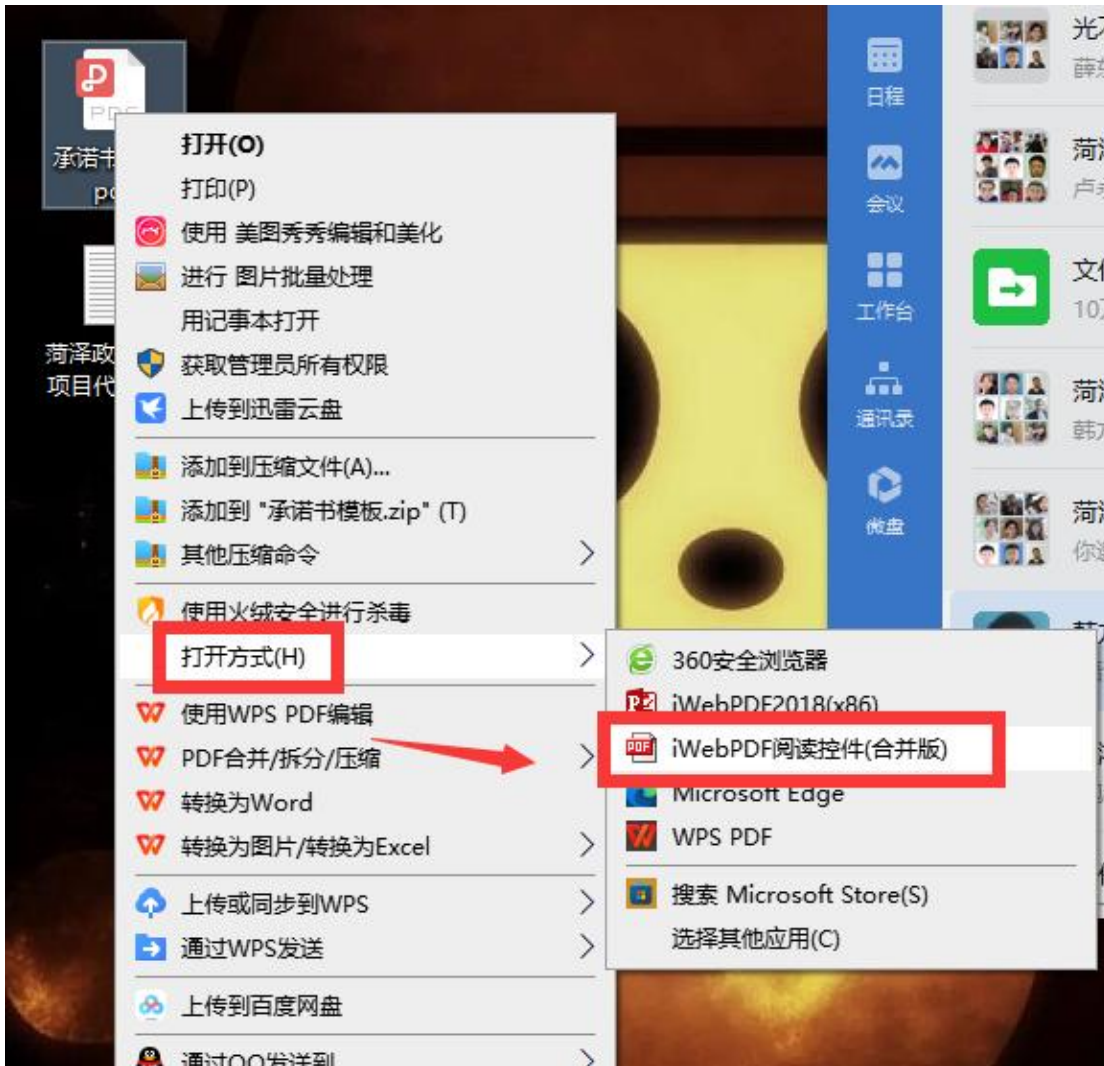 PDF
承诺书
打开(O)
打印(P)
使用 美图秀秀编辑和美化
进行 图片批量处理
用记事本打开
菏泽政
项目代
获取管理员所有权限
上传到迅雷云盘
添加到压缩文件(A)...
添加到 "承诺书模板.zip" (T)
其他压缩命令
使用火绒安全进行杀毒
打开方式(H)
使用WPS PDF编辑
PDF合并/拆分/压缩
转换为Word
转换为图片/转换为Excel
上传或同步到WPS
通过WPS发送
上传到百度网盘
通过QQ发送到
360安全浏览器
iWebPDF2018(x86)
iWebPDF阅读控件(合并版)
Microsoft Edge
WPS PDF
搜索 Microsoft Store(S)
选择其他应用(C)
日程
会议
工作台
通讯录
微盘